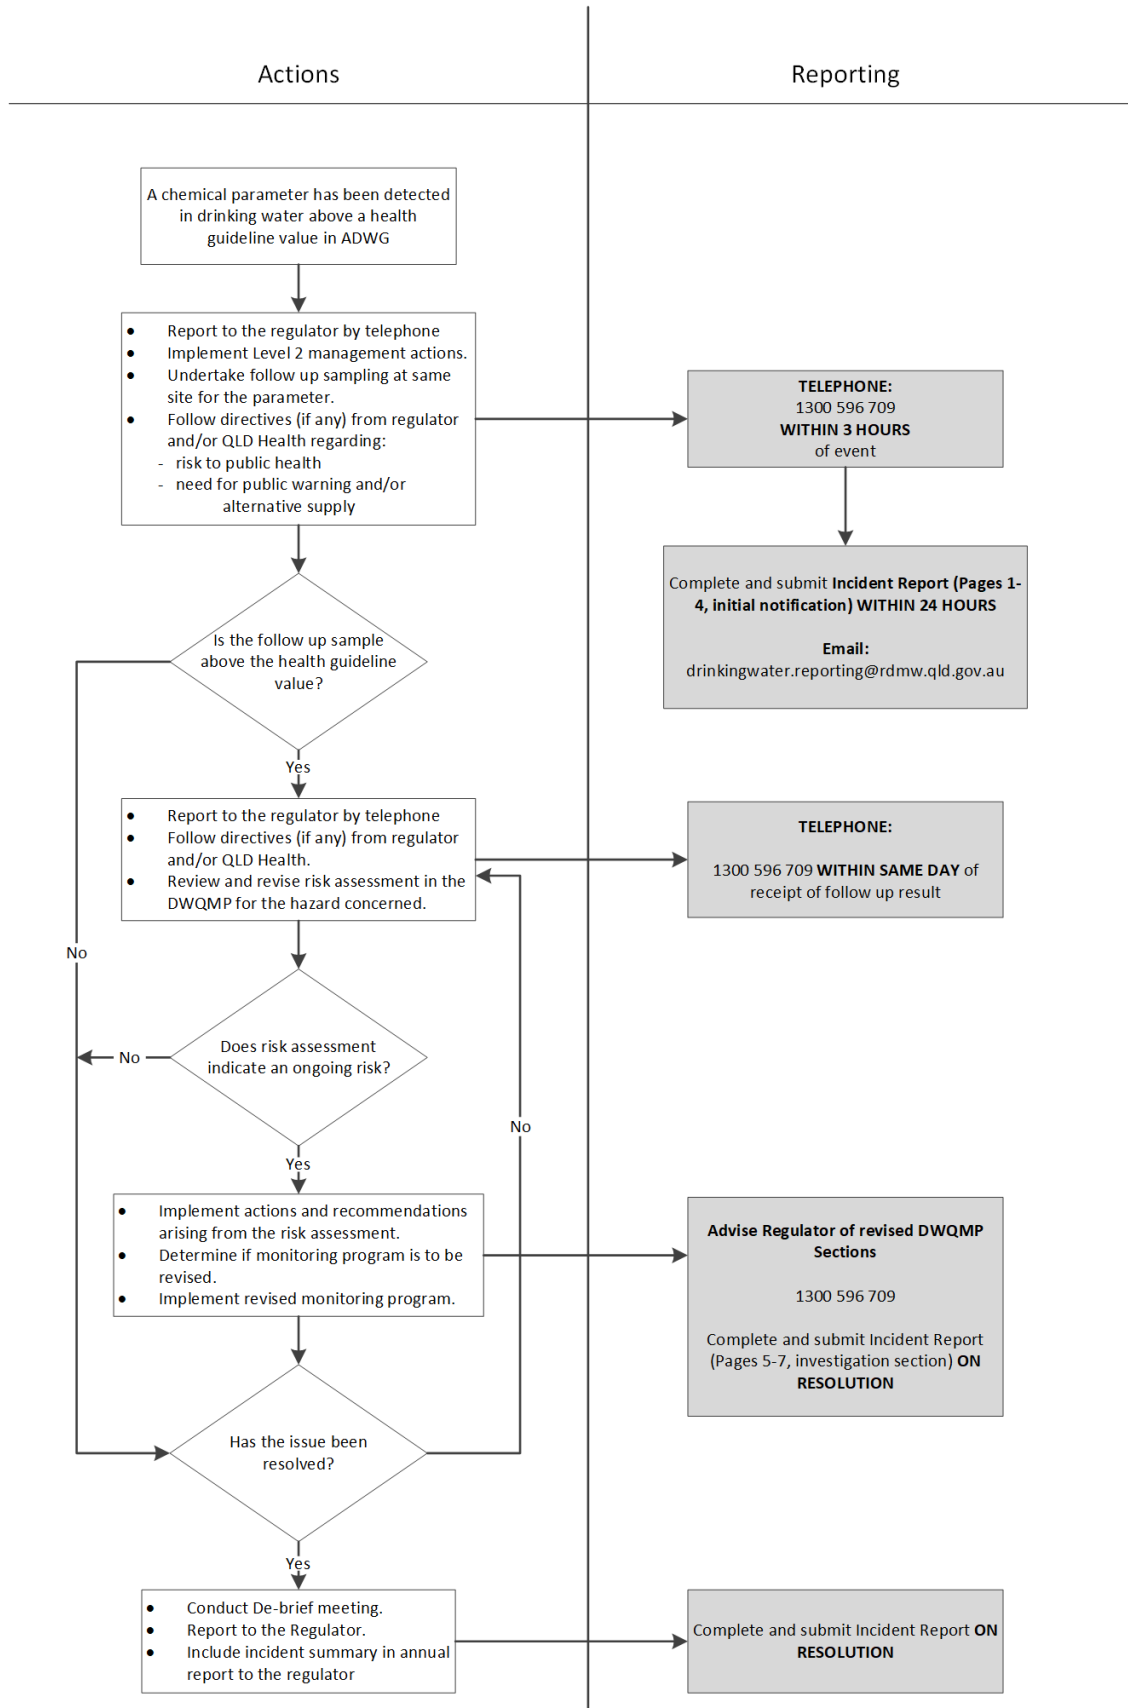 Actions
Reporting
A chemical parameter has been detected
in drinking water above a health
guideline value in ADWG
● Report to the regulator by telephone
● Implement Level 2 management actions.
● Undertake follow up sampling at same
site for the parameter.
● Follow directives (if any) from regulator
and/or QLD Health regarding:
- risk to public health
- need for public warning and/or
alternative supply
TELEPHONE:
1300 596 709
WITHIN 3 HOURS
of event
Complete and submit Incident Report (Pages 1-
4, initial notification) WITHIN 24 HOURS
Email:
drinkingwater.reporting@rdmw.qld.gov.au
Is the follow up sample
above the health guideline
value?
Yes
No
● Report to the regulator by telephone
● Follow directives (if any) from regulator
and/or QLD Health.
● Review and revise risk assessment in the
DWQMP for the hazard concerned.
TELEPHONE:
1300 596 709 WITHIN SAME DAY of
receipt of follow up result
Does risk assessment
indicate an ongoing risk?
No
Yes
No
● Implement actions and recommendations
arising from the risk assessment.
● Determine if monitoring program is to be
revised.
● Implement revised monitoring program.
Advise Regulator of revised DWQMP
Sections
1300 596 709
Complete and submit Incident Report
(Pages 5-7, investigation section) ON
RESOLUTION
Has the issue been
resolved?
Yes
● Conduct De-brief meeting.
● Report to the Regulator.
● Include incident summary in annual
report to the regulator
Complete and submit Incident Report ON
RESOLUTION